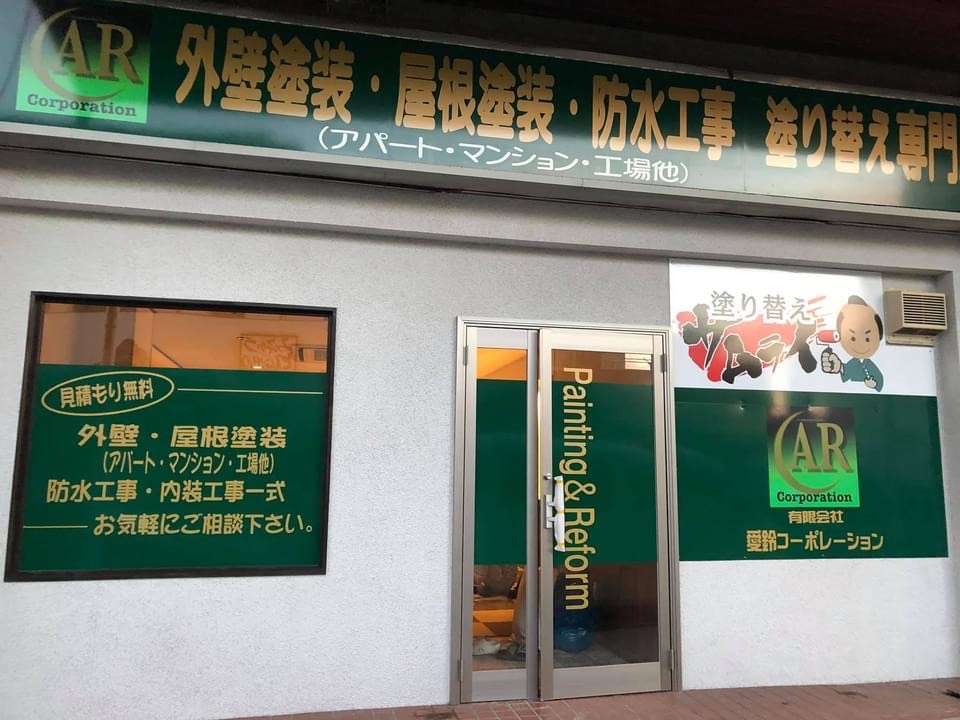 AR
Corporation
外壁塗装・屋根塗装・防水工事 塗り替え専門
(アパート・マンション・工場他)
見積もり無料
外壁・屋根塗装
(アパート・マンション・工場他)
防水工事・内装工事一式
お気軽にご相談下さい。
Painting&Reform
塗り替え
サムライ
AR
Corporation
有限会社
愛鈴コーポレーション